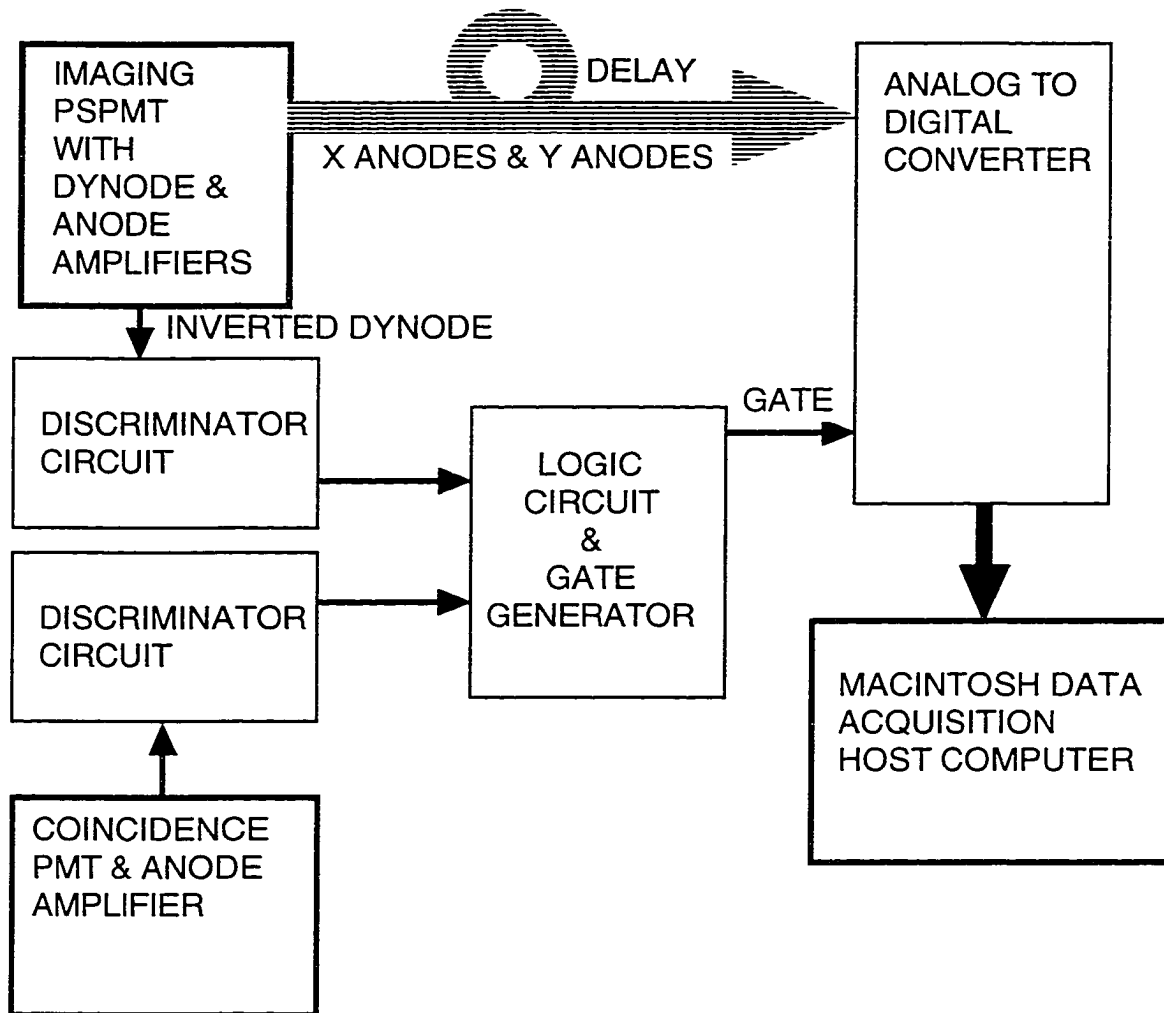 IMAGING
PSPMT
WITH
DYNODE &
ANODE
AMPLIFIERS
DELAY
X ANODES & Y ANODES
ANALOG TO
DIGITAL
CONVERTER
INVERTED DYNODE
DISCRIMINATOR
CIRCUIT
GATE
LOGIC
CIRCUIT
&
GATE
GENERATOR
DISCRIMINATOR
CIRCUIT
MACINTOSH DATA
ACQUISITION
HOST COMPUTER
COINCIDENCE
PMT & ANODE
AMPLIFIER